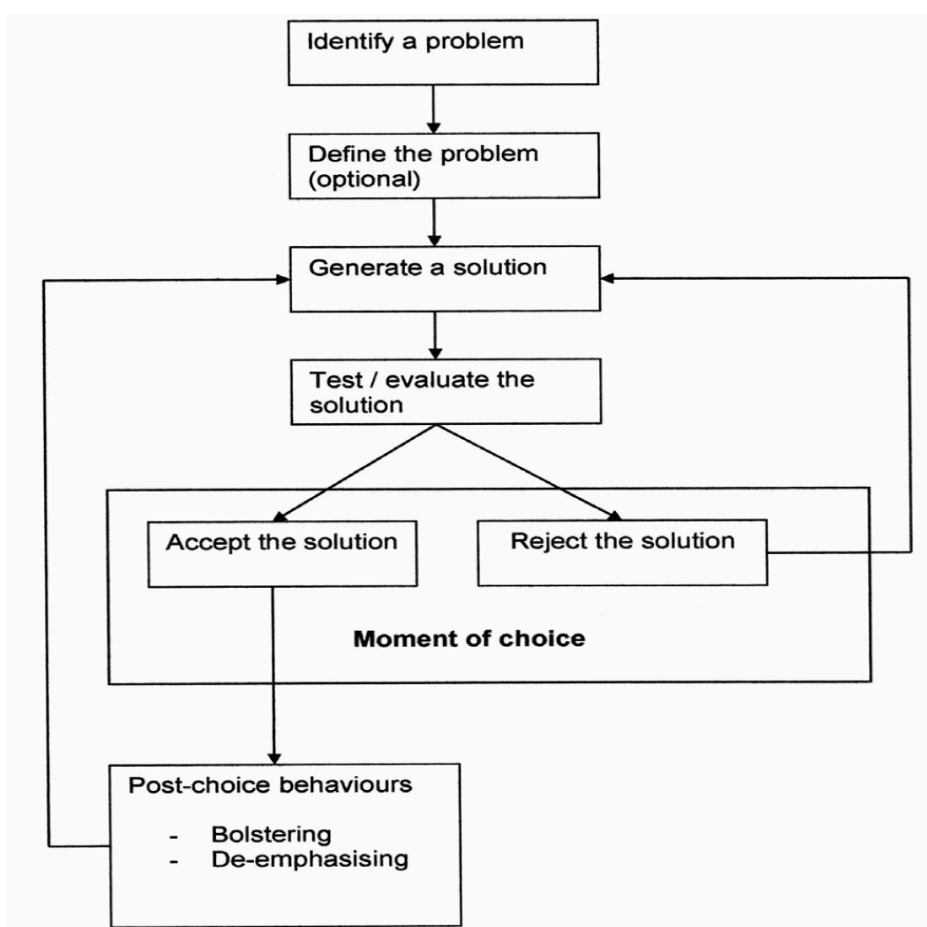 Identify a problem
Define the problem
(optional)
Generate a solution
Test / evaluate the
solution
Accept the solution
Reject the solution
Moment of choice
Post-choice behaviours
- Bolstering
- De-emphasising